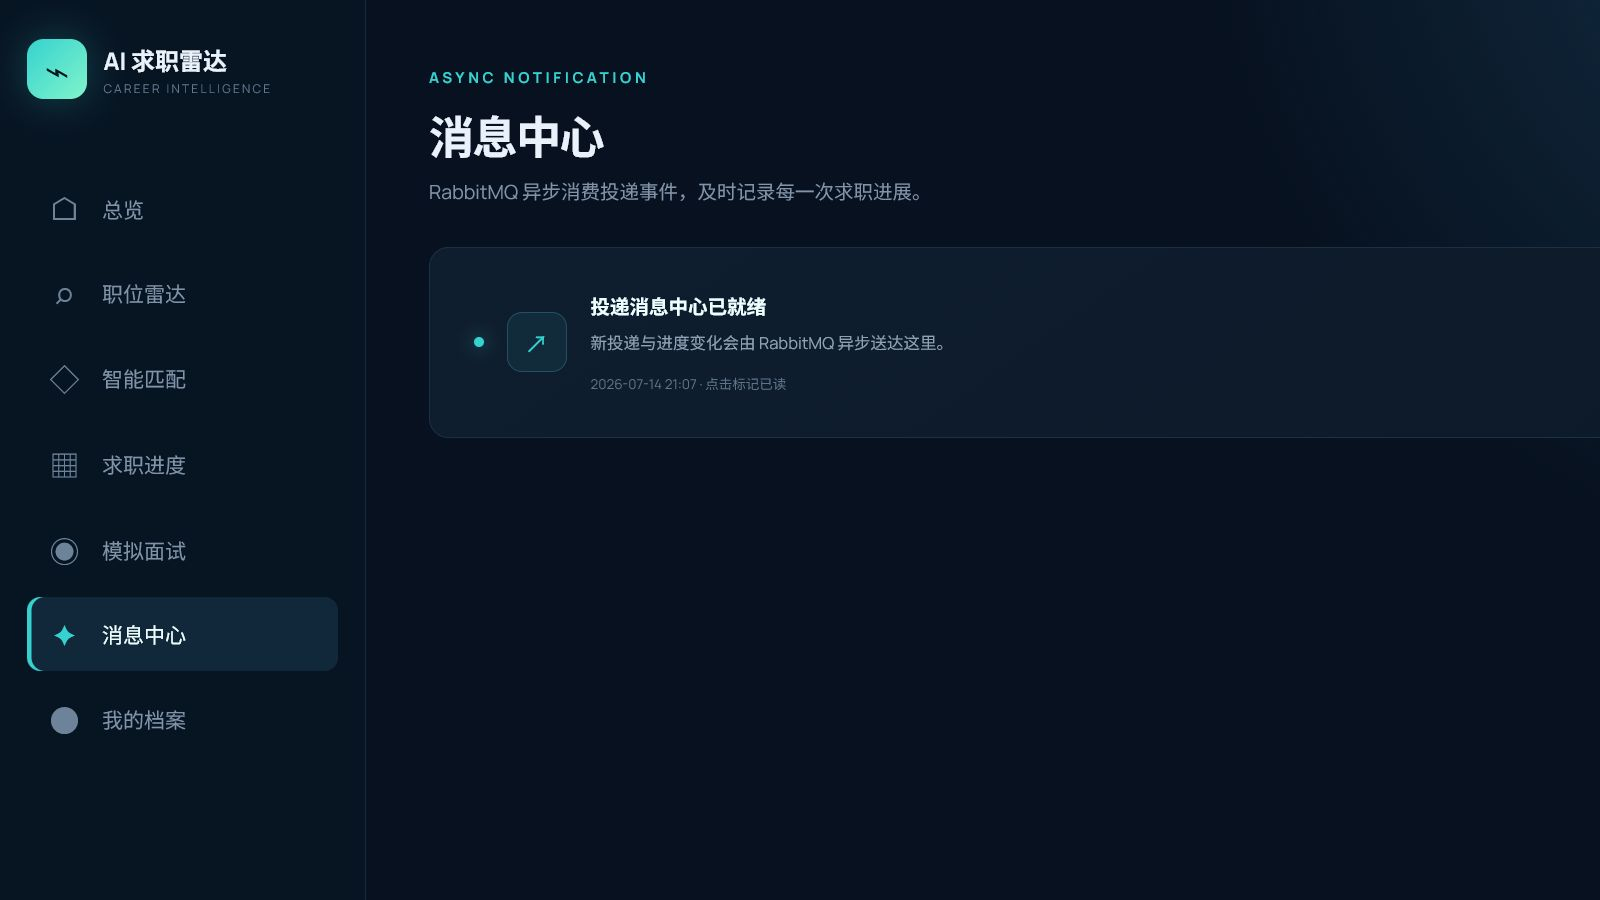 AI 求职雷达
CAREER INTELLIGENCE
总览
职位雷达
智能匹配
求职进度
模拟面试
消息中心
我的档案
ASYNC NOTIFICATION
消息中心
RabbitMQ 异步消费投递事件，及时记录每一次求职进展。
投递消息中心已就绪
新投递与进度变化会由 RabbitMQ 异步送达这里。
2026-07-14 21:07 · 点击标记已读